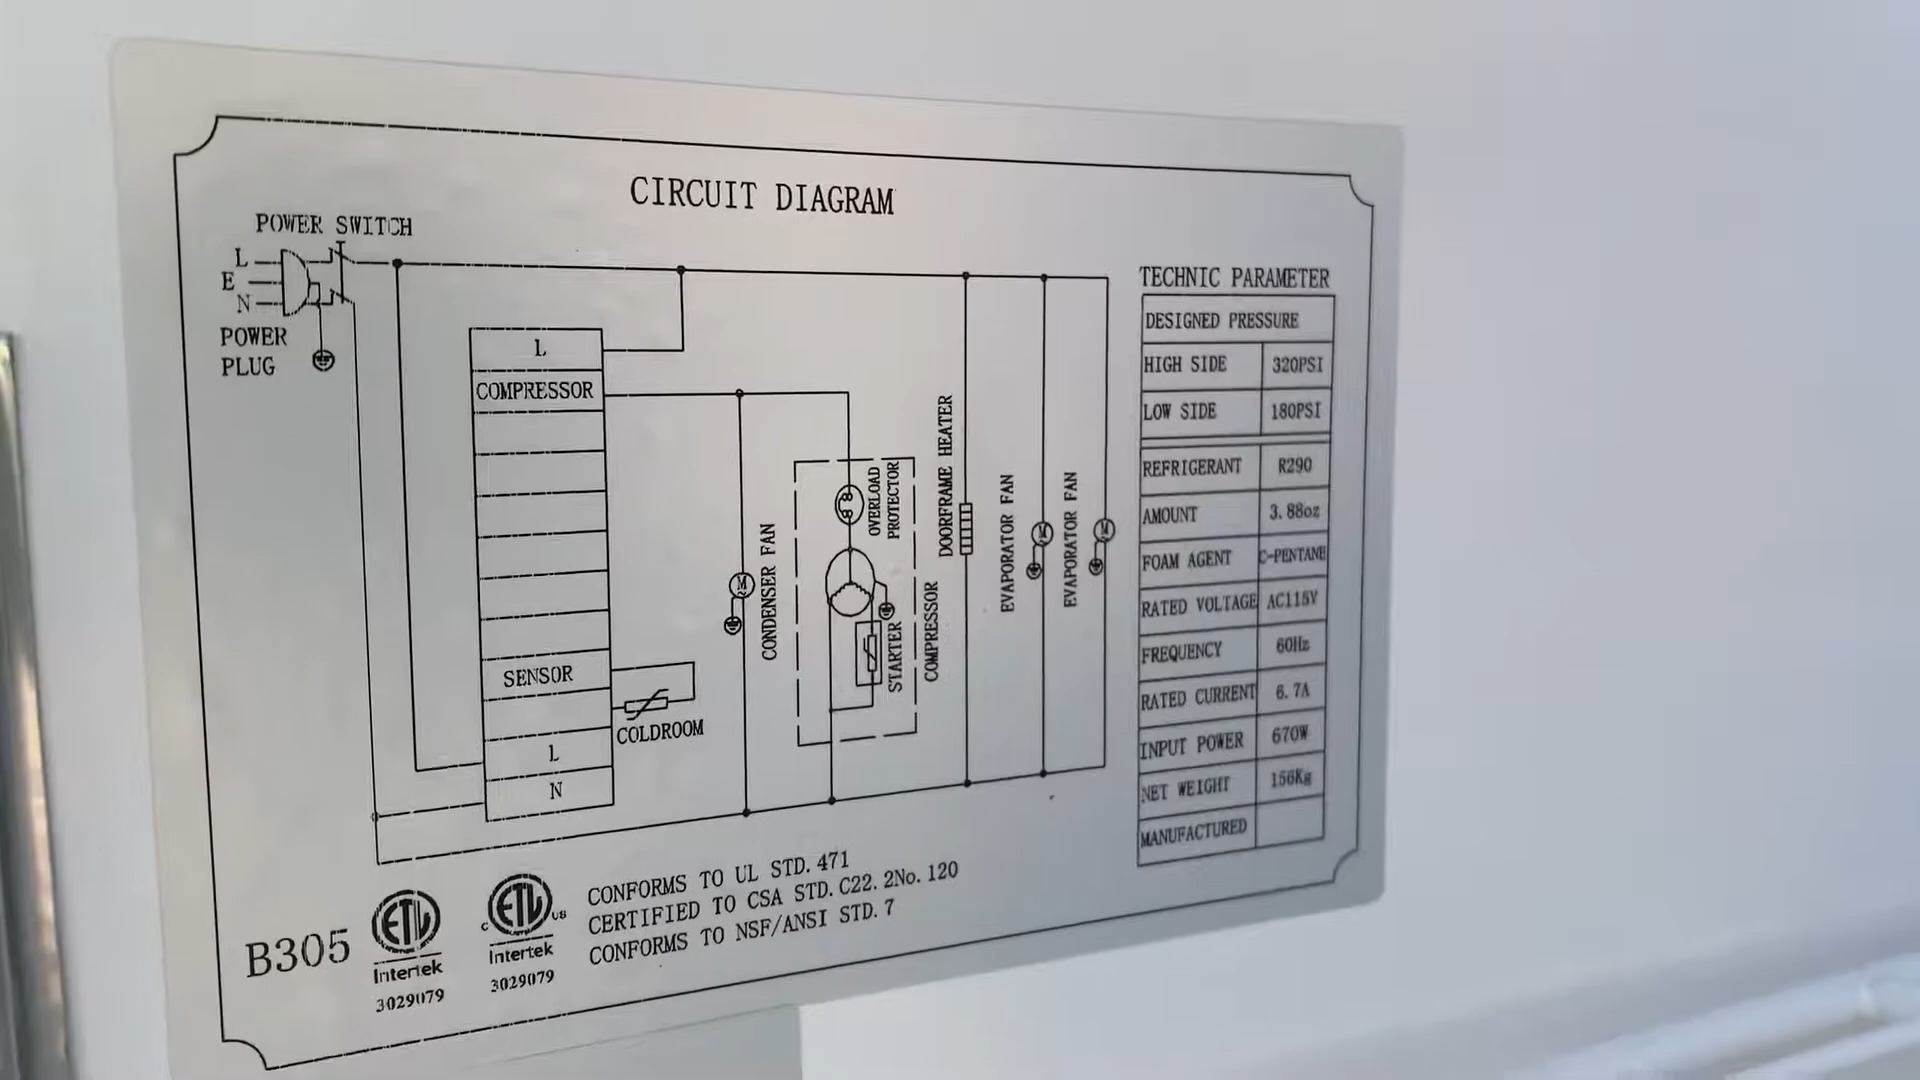 CIRCUIT DIAGRAM
POWER SWITCH
L
E
N
POWER
PLUG
L
COMPRESSOR
SENSOR
L
N
COLDROOM
M
CONDENSER FAN
OVERLOAD
PROTECTOR
STARTER
COMPRESSOR
DOORFRAME HEATER
EVAPORATOR FAN
M
EVAPORATOR FAN
M
TECHNIC PARAMETER
DESIGNED PRESSURE
HIGH SIDE 320PSI
LOW SIDE 180PSI
REFRIGERANT R290
AMOUNT 3.88oz
FOAM AGENT C-PENTANE
RATED VOLTAGE AC115V
FREQUENCY 60Hz
RATED CURRENT 6.7A
INPUT POWER 670W
NET WEIGHT 156Kg
MANUFACTURED
B305
ETL
Intertek
3029079
C ETL US
Intertek
3029079
CONFORMS TO UL STD.471
CERTIFIED TO CSA STD.C22.2No.120
CONFORMS TO NSF/ANSI STD.7